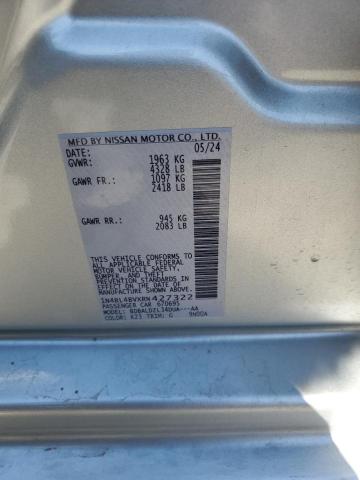 MFD BY NISSAN MOTOR CO., LTD.
DATE: 05/24
GVWR: 1963 KG
4328 LB
GAWR FR.: 1097 KG
2418 LB
GAWR RR.: 945 KG
2083 LB
THIS VEHICLE CONFORMS TO
ALL APPLICABLE FEDERAL
MOTOR VEHICLE SAFETY,
BUMPER, AND THEFT
PREVENTION STANDARDS
IN EFFECT ON THE DATE OF
MANUFACTURE SHOWN ABOVE.
1N4BL4BVXRN427322
PASSENGER CAR 670695
MODEL: BDBALDZL34DUA---AA
COLOR: K23 TRIM: G 9N00A